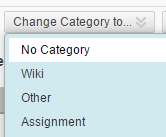 Change Category to...
No Category
Wiki
Other
Assignment